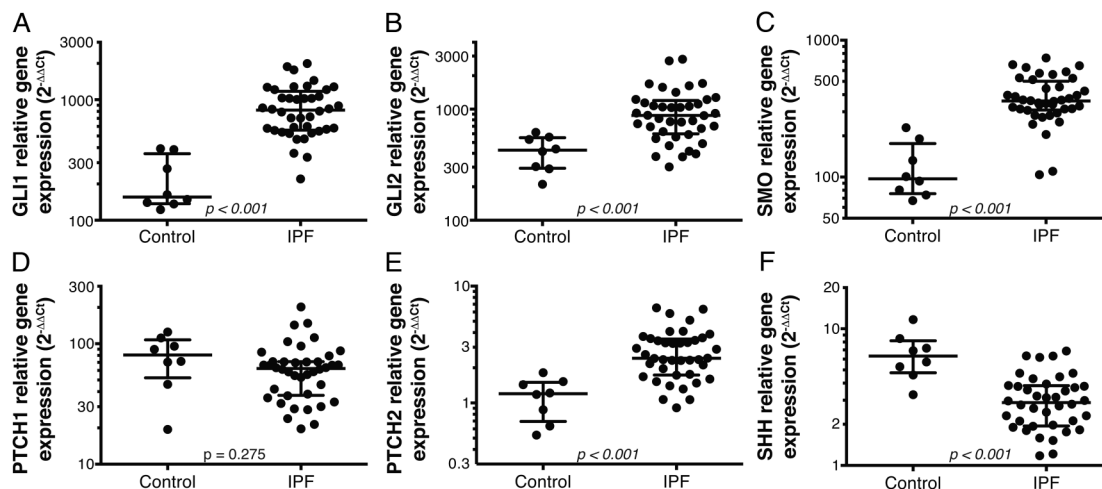 A
GLI1 relative gene
expression (2-ΔΔCt)
3000
1000
300
100
p < 0.001
Control
IPF
B
GLI2 relative gene
expression (2-ΔΔCt)
3000
1000
300
100
p < 0.001
Control
IPF
C
SMO relative gene
expression (2-ΔΔCt)
1000
500
100
50
p < 0.001
Control
IPF
D
PTCH1 relative gene
expression (2-ΔΔCt)
300
100
30
10
p = 0.275
Control
IPF
E
PTCH2 relative gene
expression (2-ΔΔCt)
10
3
1
0.3
p < 0.001
Control
IPF
F
SHH relative gene
expression (2-ΔΔCt)
20
10
5
2
1
p < 0.001
Control
IPF